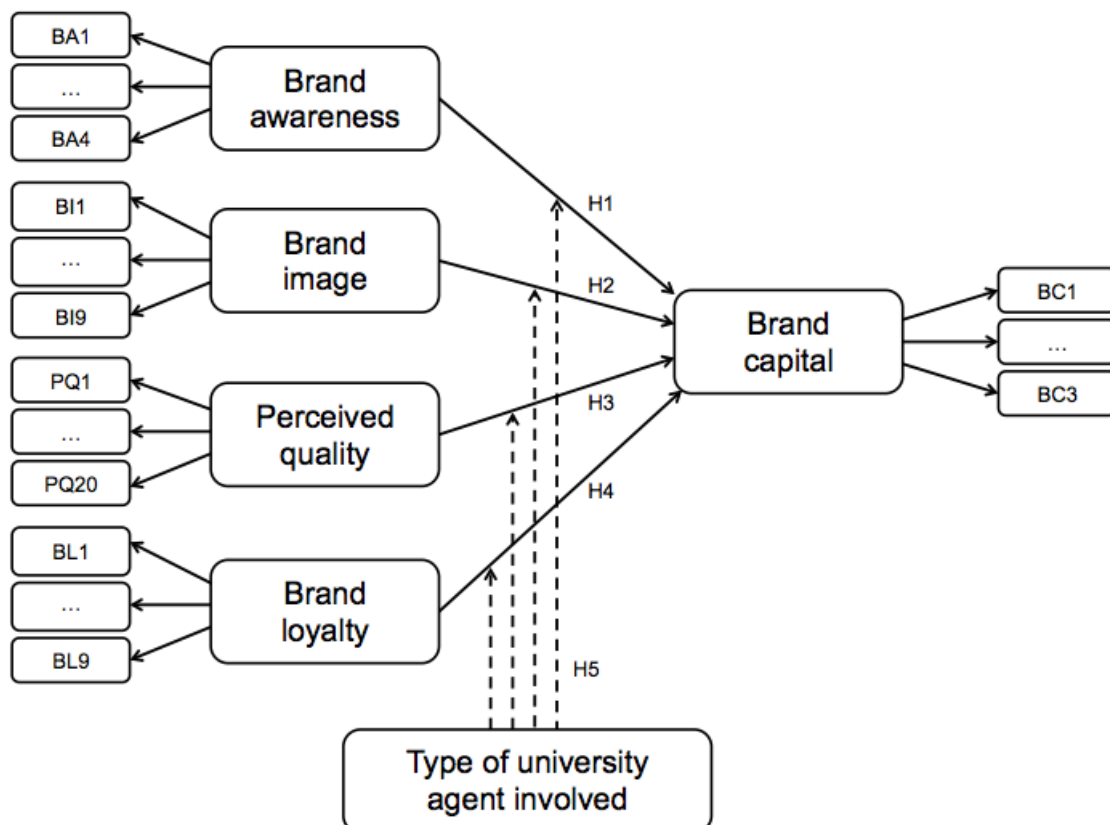 BA1
...
BA4
Brand
awareness
BI1
...
BI9
Brand
image
PQ1
...
PQ20
Perceived
quality
BL1
...
BL9
Brand
loyalty
H1
H2
H3
H4
H5
Brand
capital
BC1
...
BC3
Type of university
agent involved